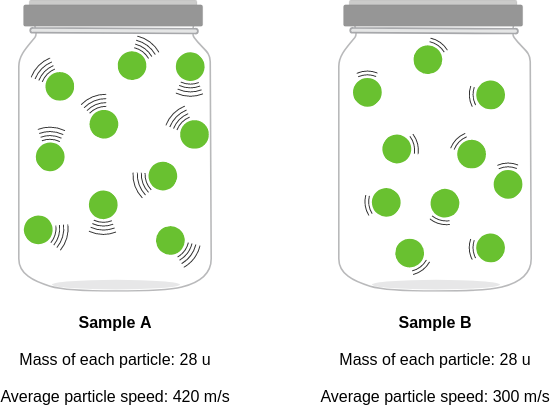 Sample A
Mass of each particle: 28 u
Average particle speed: 420 m/s
Sample B
Mass of each particle: 28 u
Average particle speed: 300 m/s